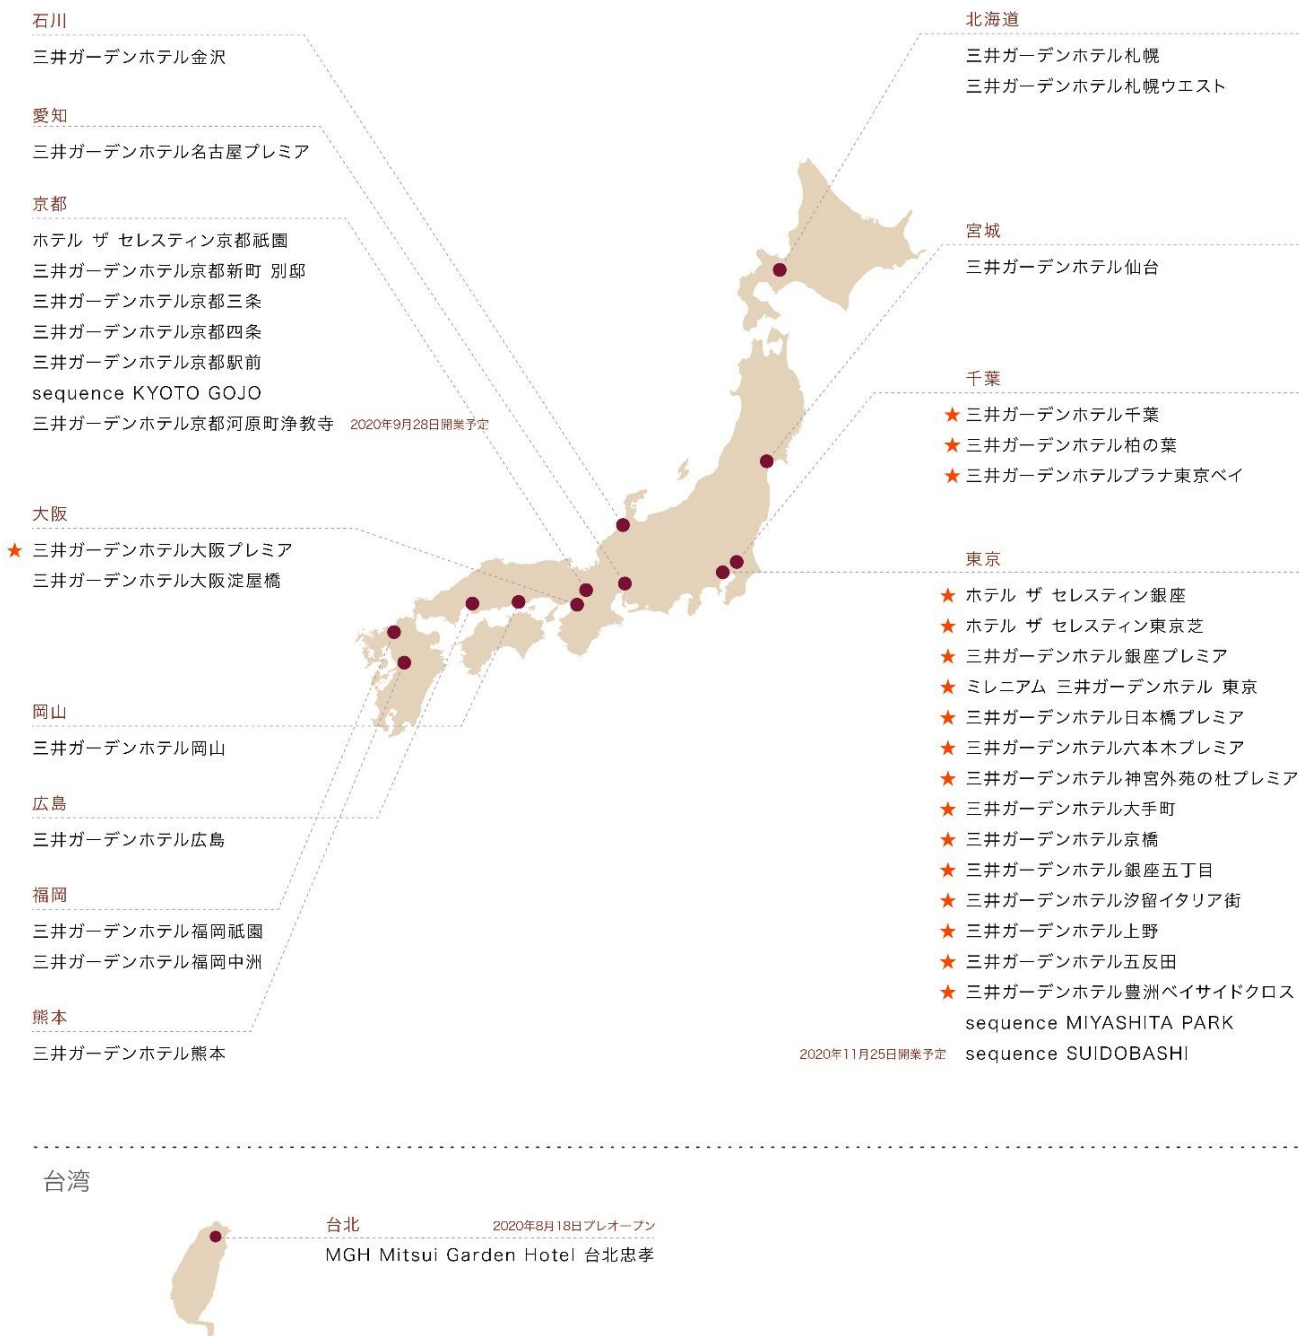 石川
三井ガーデンホテル金沢
愛知
三井ガーデンホテル名古屋プレミア
京都
ホテル ザ セレスティン京都祇園
三井ガーデンホテル京都新町 別邸
三井ガーデンホテル京都三条
三井ガーデンホテル京都四条
三井ガーデンホテル京都駅前
sequence KYOTO GOJO
三井ガーデンホテル京都河原町浄教寺 2020年9月28日開業予定
大阪
★ 三井ガーデンホテル大阪プレミア
三井ガーデンホテル大阪淀屋橋
岡山
三井ガーデンホテル岡山
広島
三井ガーデンホテル広島
福岡
三井ガーデンホテル福岡祇園
三井ガーデンホテル福岡中洲
熊本
三井ガーデンホテル熊本
北海道
三井ガーデンホテル札幌
三井ガーデンホテル札幌ウエスト
宮城
三井ガーデンホテル仙台
千葉
★ 三井ガーデンホテル千葉
★ 三井ガーデンホテル柏の葉
★ 三井ガーデンホテルプラナ東京ベイ
東京
★ ホテル ザ セレスティン銀座
★ ホテル ザ セレスティン東京芝
★ 三井ガーデンホテル銀座プレミア
★ ミレニアム 三井ガーデンホテル 東京
★ 三井ガーデンホテル日本橋プレミア
★ 三井ガーデンホテル六本木プレミア
★ 三井ガーデンホテル神宮外苑の杜プレミア
★ 三井ガーデンホテル大手町
★ 三井ガーデンホテル京橋
★ 三井ガーデンホテル銀座五丁目
★ 三井ガーデンホテル汐留イタリア街
★ 三井ガーデンホテル上野
★ 三井ガーデンホテル五反田
★ 三井ガーデンホテル豊洲ベイサイドクロス
sequence MIYASHITA PARK
2020年11月25日開業予定 sequence SUIDOBASHI
台湾
台北 2020年8月18日プレオープン
MGH Mitsui Garden Hotel 台北忠孝